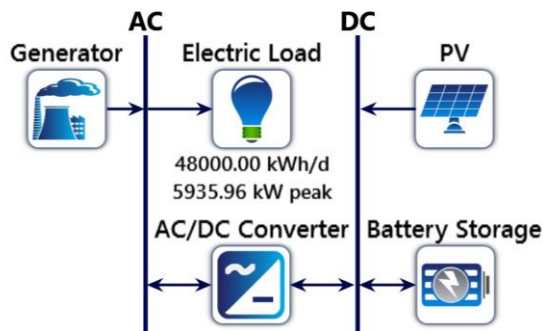 AC DC
Generator Electric Load PV
48000.00 kWh/d
5935.96 kW peak
AC/DC Converter Battery Storage